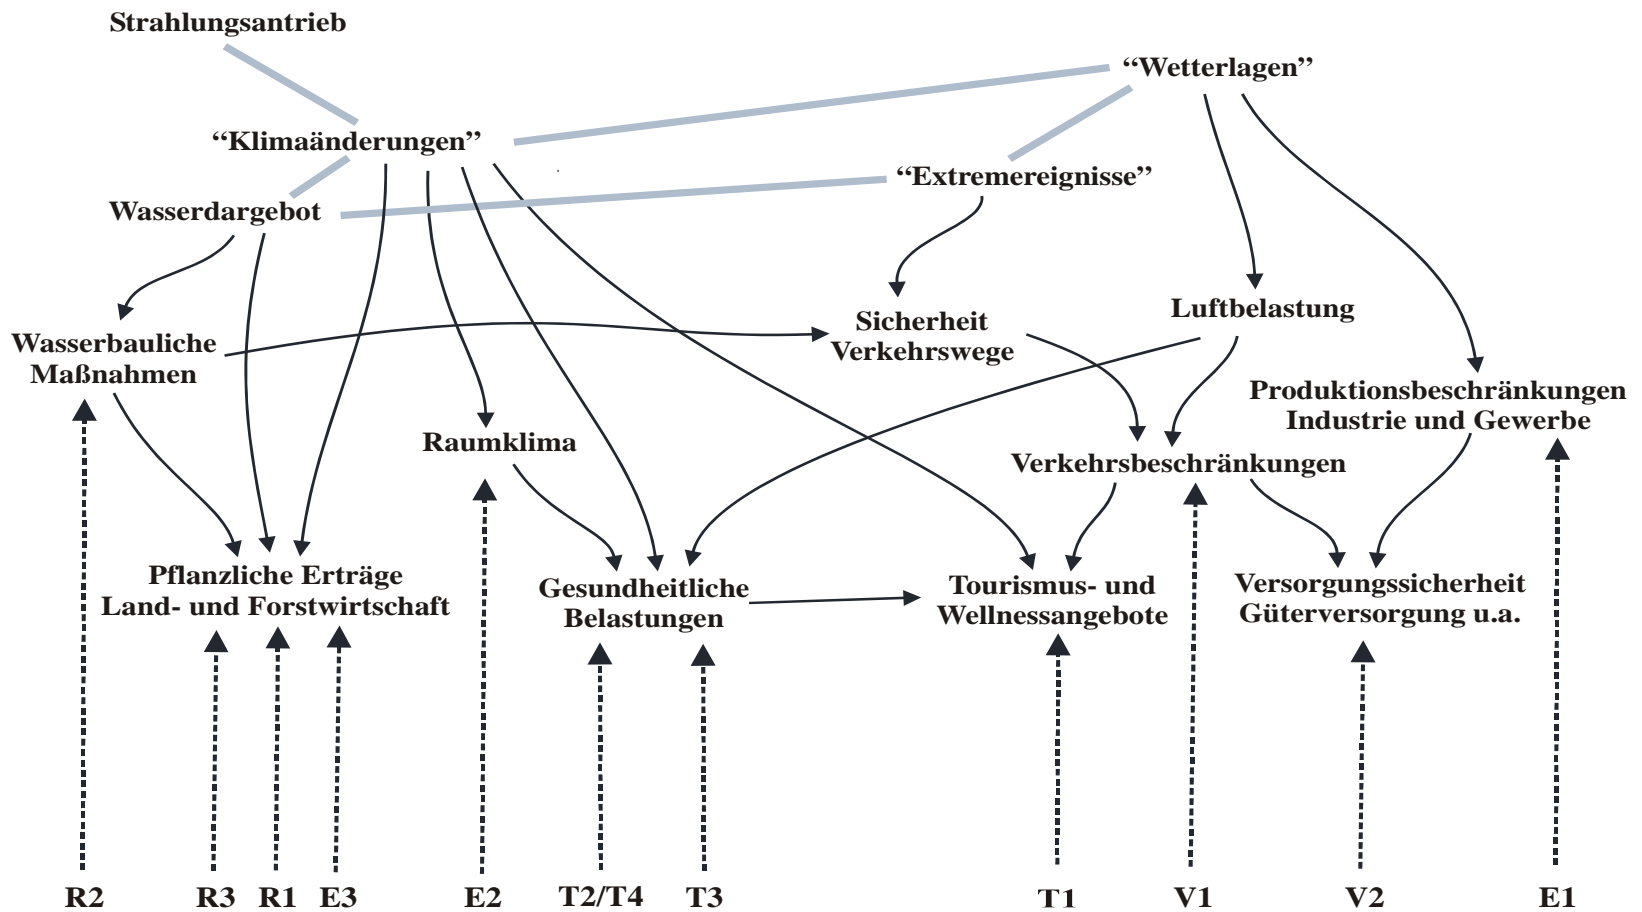 Strahlungsantrieb
“Wetterlagen”
“Klimaänderungen”
“Extremereignisse”
Wasserdargebot
Luftbelastung
Sicherheit
Verkehrswege
Wasserbauliche
Maßnahmen
Produktionsbeschränkungen
Industrie und Gewerbe
Raumklima
Verkehrsbeschränkungen
Pflanzliche Erträge
Land- und Forstwirtschaft
Gesundheitliche
Belastungen
Tourismus- und
Wellnessangebote
Versorgungssicherheit
Güterversorgung u.a.
R2
R3
R1
E3
E2
T2/T4
T3
T1
V1
V2
E1